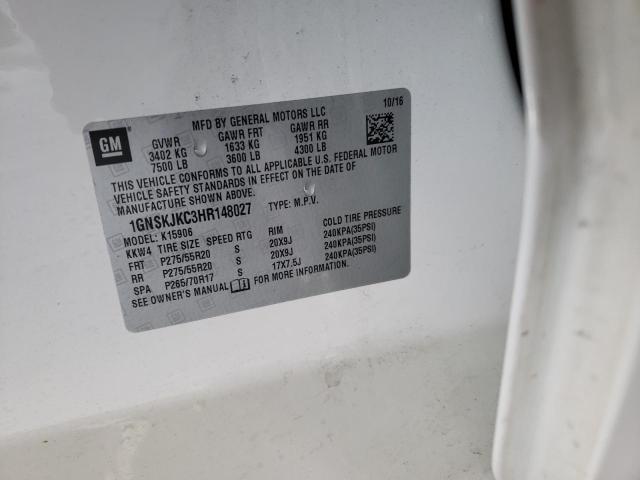 MFD BY GENERAL MOTORS LLC 10/16
GM
GVWR GAWR FRT GAWR RR
3402 KG 1633 KG 1951 KG
7500 LB 3600 LB 4300 LB
THIS VEHICLE CONFORMS TO ALL APPLICABLE U.S. FEDERAL MOTOR
VEHICLE SAFETY STANDARDS IN EFFECT ON THE DATE OF
MANUFACTURE SHOWN ABOVE.
1GNSKJKC3HR148027 TYPE: M.P.V.
MODEL: K15906
KKW4 TIRE SIZE SPEED RTG RIM COLD TIRE PRESSURE
FRT P275/55R20 S 20X9J 240KPA(35PSI)
RR P275/55R20 S 20X9J 240KPA(35PSI)
SPA P265/70R17 S 17X7.5J 240KPA(35PSI)
SEE OWNER'S MANUAL FOR MORE INFORMATION.